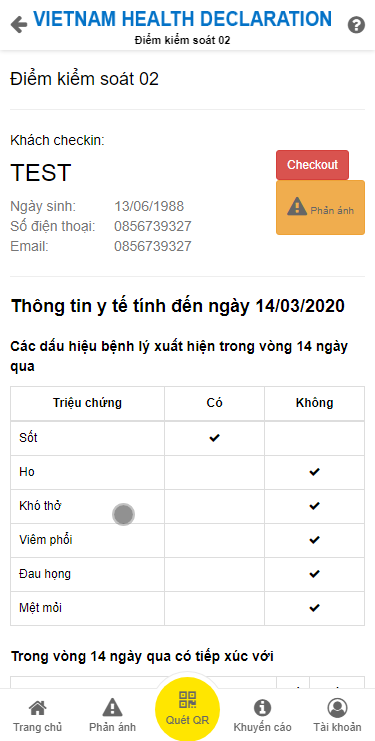 VIETNAM HEALTH DECLARATION
Điểm kiểm soát 02
Điểm kiểm soát 02
Khách checkin:
TEST
Checkout
Phản ánh
Ngày sinh: 13/06/1988
Số điện thoại: 0856739327
Email: 0856739327
Thông tin y tế tính đến ngày 14/03/2020
Các dấu hiệu bệnh lý xuất hiện trong vòng 14 ngày
qua
Triệu chứng Có Không
Sốt ✓
Ho ✓
Khó thở ✓
Viêm phổi ✓
Đau họng ✓
Mệt mỏi ✓
Trong vòng 14 ngày qua có tiếp xúc với
Trang chủ Phản ánh Quét QR Khuyến cáo Tài khoản